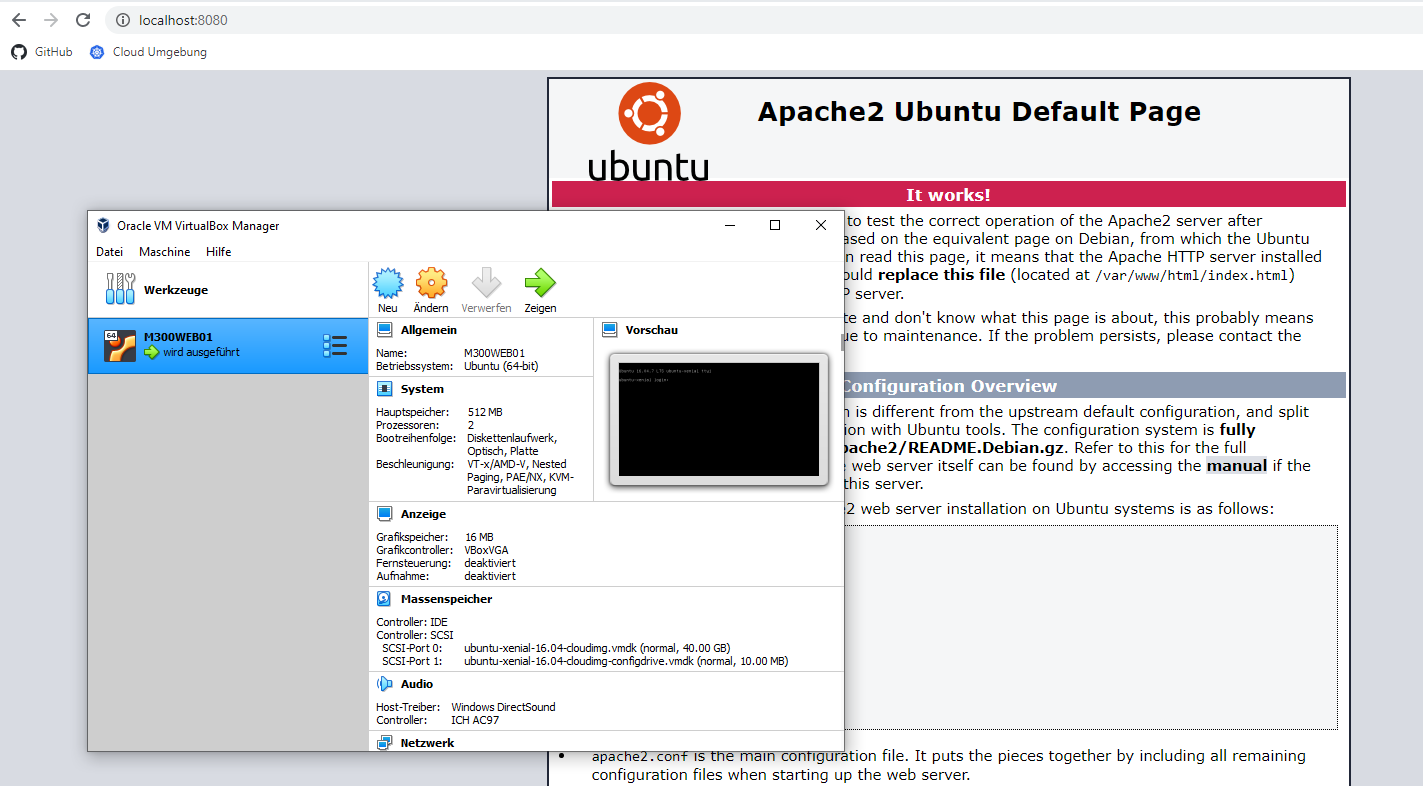 localhost:8080
GitHub
Cloud Umgebung
ubuntu
Apache2 Ubuntu Default Page
It works!
to test the correct operation of the Apache2 server after
ased on the equivalent page on Debian, from which the Ubuntu
n read this page, it means that the Apache HTTP server installed
ould replace this file (located at /var/www/html/index.html)
P server.
te and don't know what this page is about, this probably means
ue to maintenance. If the problem persists, please contact the
Configuration Overview
n is different from the upstream default configuration, and split
ion with Ubuntu tools. The configuration system is fully
pache2/README.Debian.gz. Refer to this for the full
web server itself can be found by accessing the manual if the
this server.
e2 web server installation on Ubuntu systems is as follows:
• apache2.conf is the main configuration file. It puts the pieces together by including all remaining
configuration files when starting up the web server.
Oracle VM VirtualBox Manager
Datei Maschine Hilfe
Werkzeuge
Neu Ändern Verwerfen Zeigen
64
M300WEB01
wird ausgeführt
Allgemein
Name: M300WEB01
Betriebssystem: Ubuntu (64-bit)
System
Hauptspeicher: 512 MB
Prozessoren: 2
Bootreihenfolge: Diskettenlaufwerk,
Optisch, Platte
Beschleunigung: VT-x/AMD-V, Nested
Paging, PAE/NX, KVM-
Paravirtualisierung
Vorschau
Ubuntu 16.04.7 LTS ubuntu-xenial tty1
ubuntu-xenial login:
Anzeige
Grafikspeicher: 16 MB
Grafikcontroller: VBoxVGA
Fernsteuerung: deaktiviert
Aufnahme: deaktiviert
Massenspeicher
Controller: IDE
Controller: SCSI
SCSI-Port 0: ubuntu-xenial-16.04-cloudimg.vmdk (normal, 40.00 GB)
SCSI-Port 1: ubuntu-xenial-16.04-cloudimg-configdrive.vmdk (normal, 10.00 MB)
Audio
Host-Treiber: Windows DirectSound
Controller: ICH AC97
Netzwerk